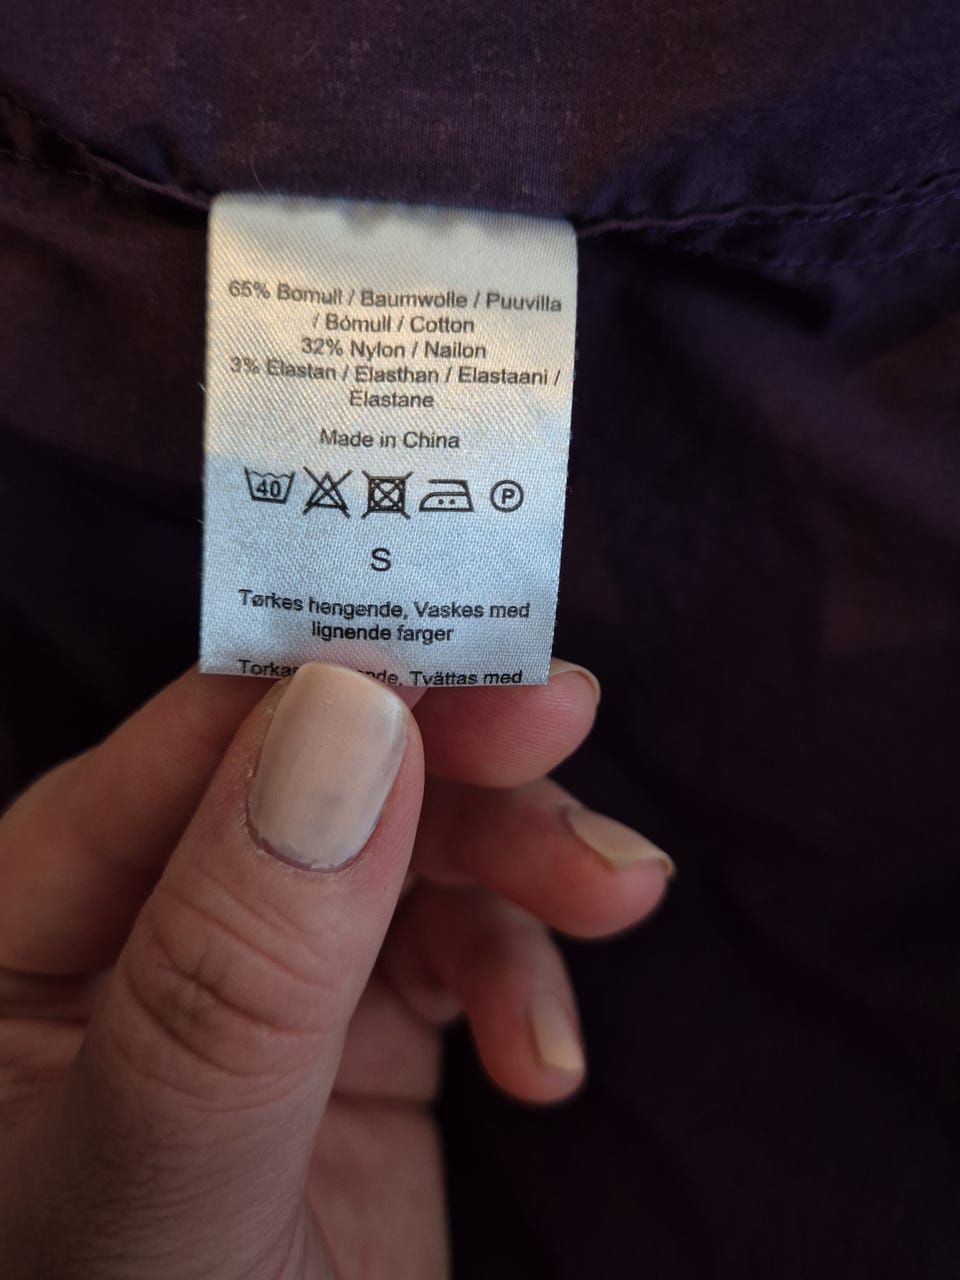 65% Bomull / Baumwolle / Puuvilla
/ Bómull / Cotton
32% Nylon / Nailon
3% Elastan / Elasthan / Elastaani /
Elastane
Made in China
40
P
S
Tørkes hengende, Vaskes med
lignende farger
Tvättas med